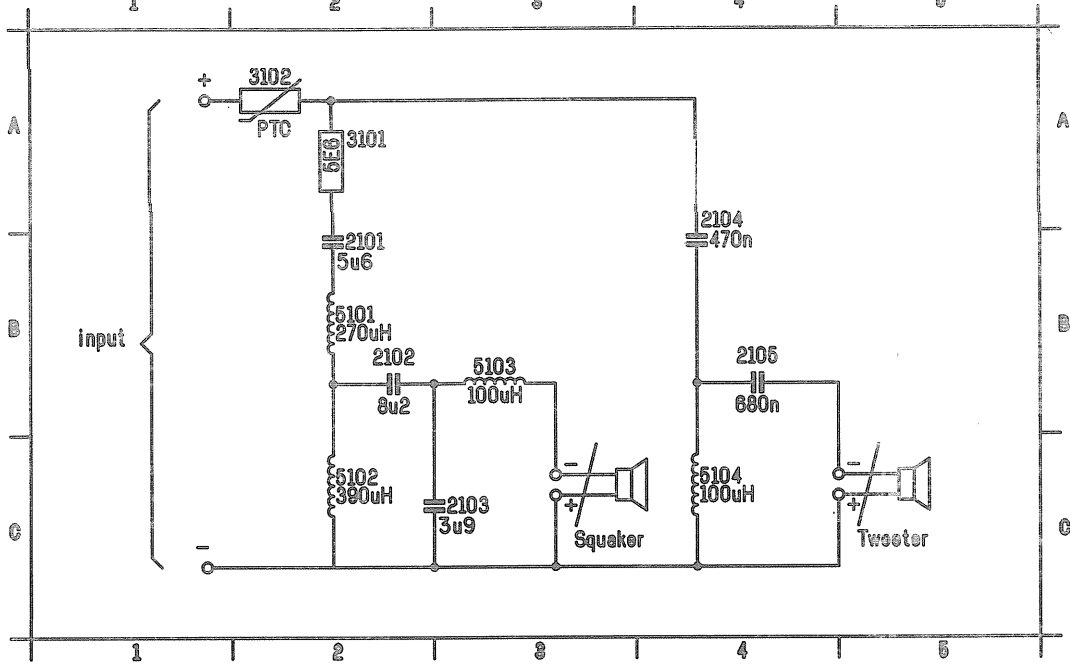 1 2 3 4 5
3102
+
PTC
A A
3101
5E6
2104
470n
2101
5u6
5101
270uH
B B
input
2102
8u2
5103
100uH
2105
680n
5102
390uH
2103
3u9
-
+
Squaker
5104
100uH
-
+
Tweeter
C C
-
1 2 3 4 5